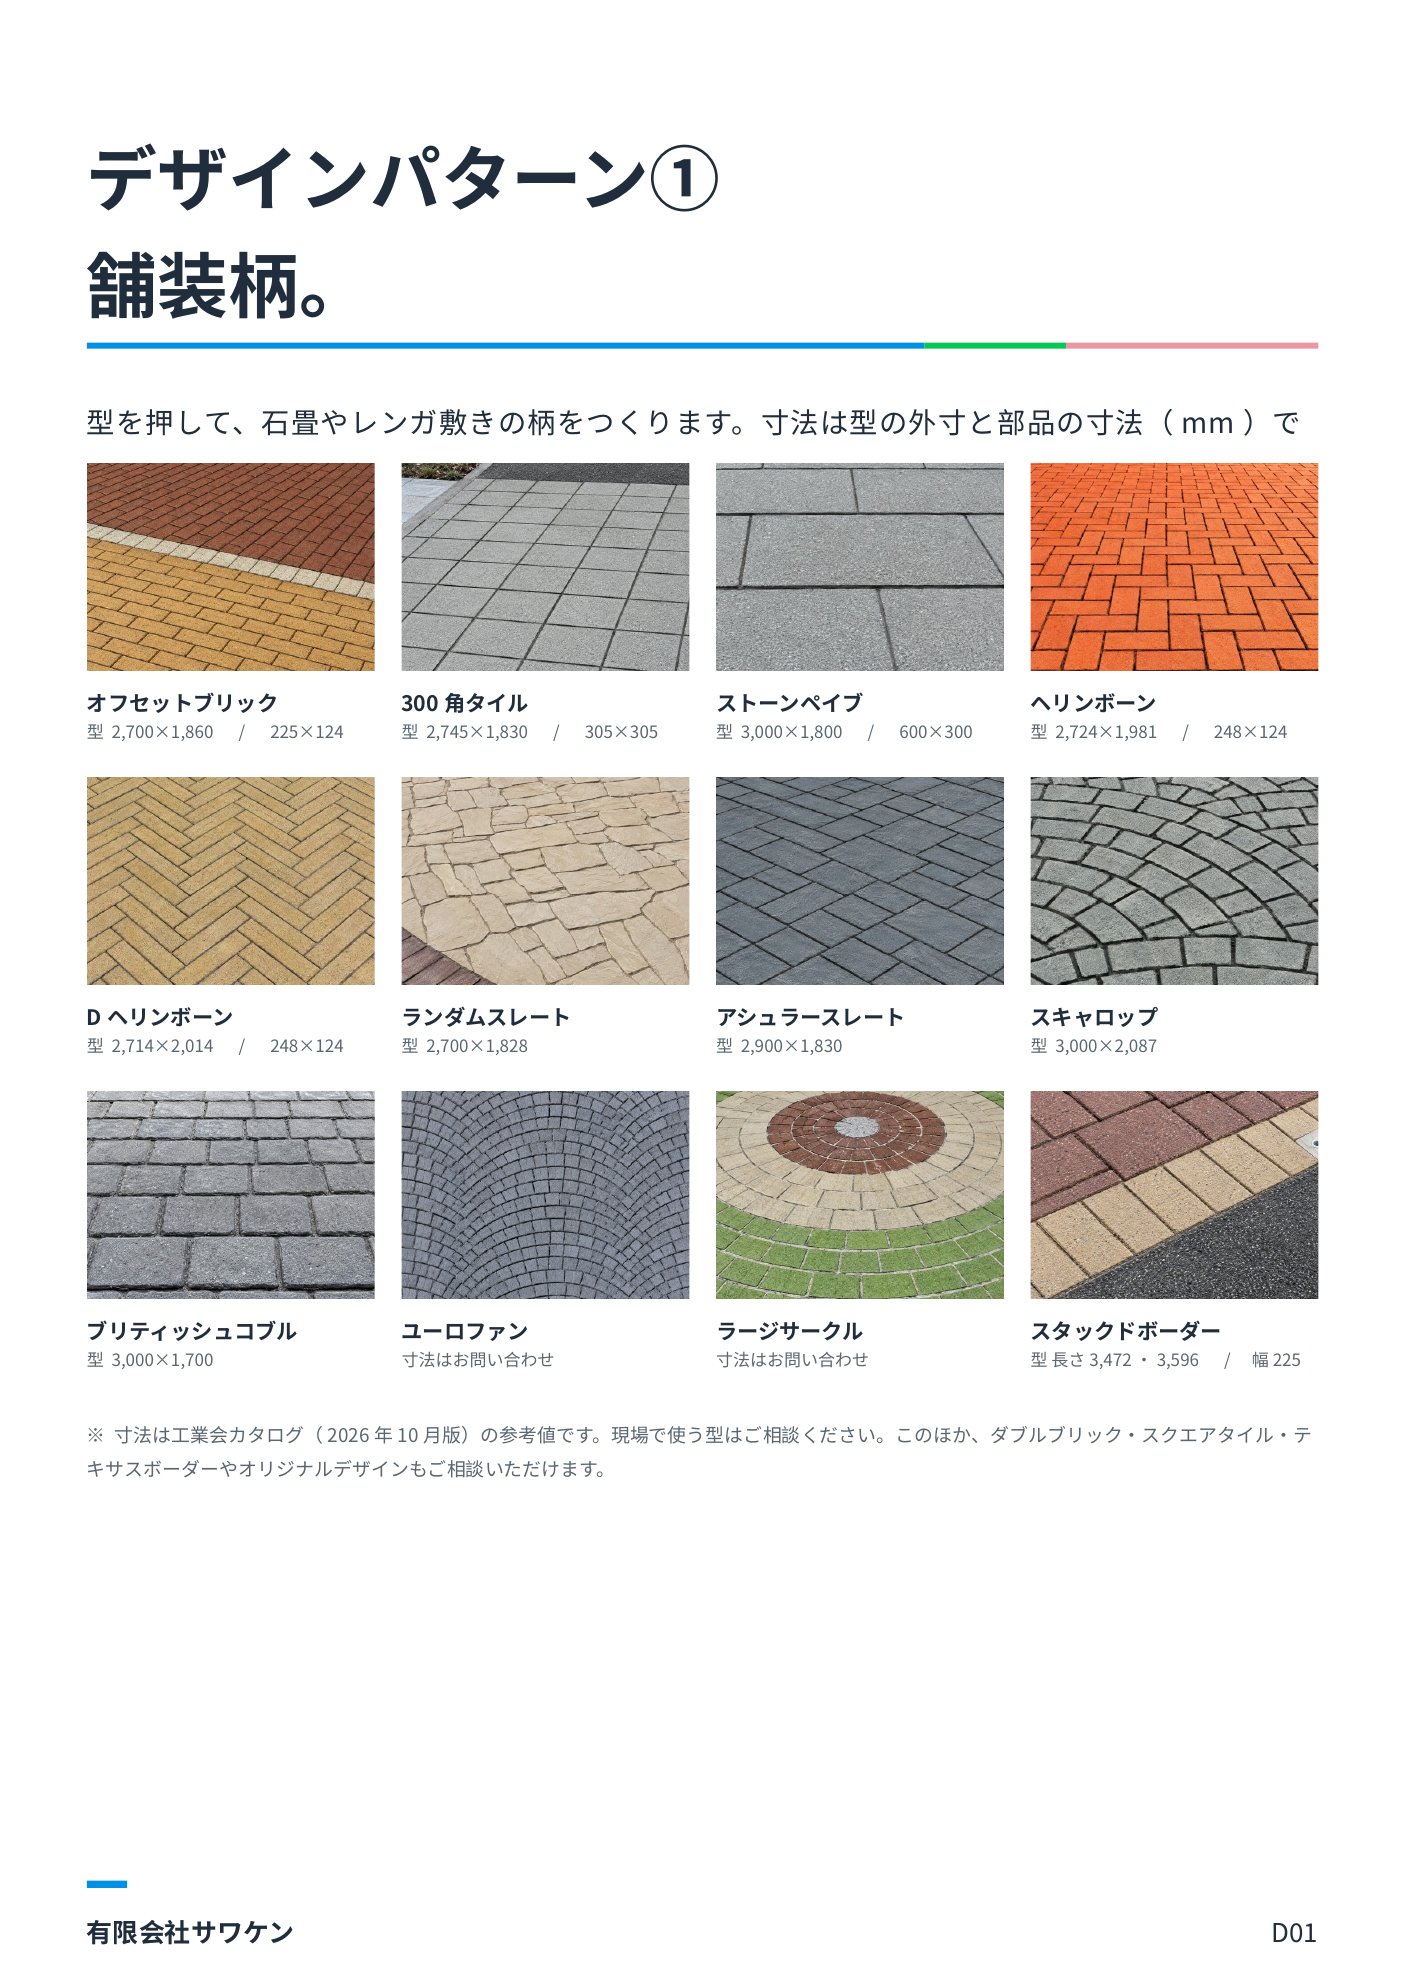 デザインパターン①
舗装柄。
型を押して、石畳やレンガ敷きの柄をつくります。寸法は型の外寸と部品の寸法（mm）で
オフセットブリック
型 2,700×1,860 / 225×124
300 角タイル
型 2,745×1,830 / 305×305
ストーンペイブ
型 3,000×1,800 / 600×300
ヘリンボーン
型 2,724×1,981 / 248×124
D ヘリンボーン
型 2,714×2,014 / 248×124
ランダムスレート
型 2,700×1,828
アシュラースレート
型 2,900×1,830
スキャロップ
型 3,000×2,087
ブリティッシュコブル
型 3,000×1,700
ユーロファン
寸法はお問い合わせ
ラージサークル
寸法はお問い合わせ
スタックドボーダー
型 長さ 3,472 ・ 3,596 / 幅 225
※ 寸法は工業会カタログ（2026 年 10 月版）の参考値です。現場で使う型はご相談ください。このほか、ダブルブリック・スクエアタイル・テ
キサスボーダーやオリジナルデザインもご相談いただけます。
有限会社サワケン
D01